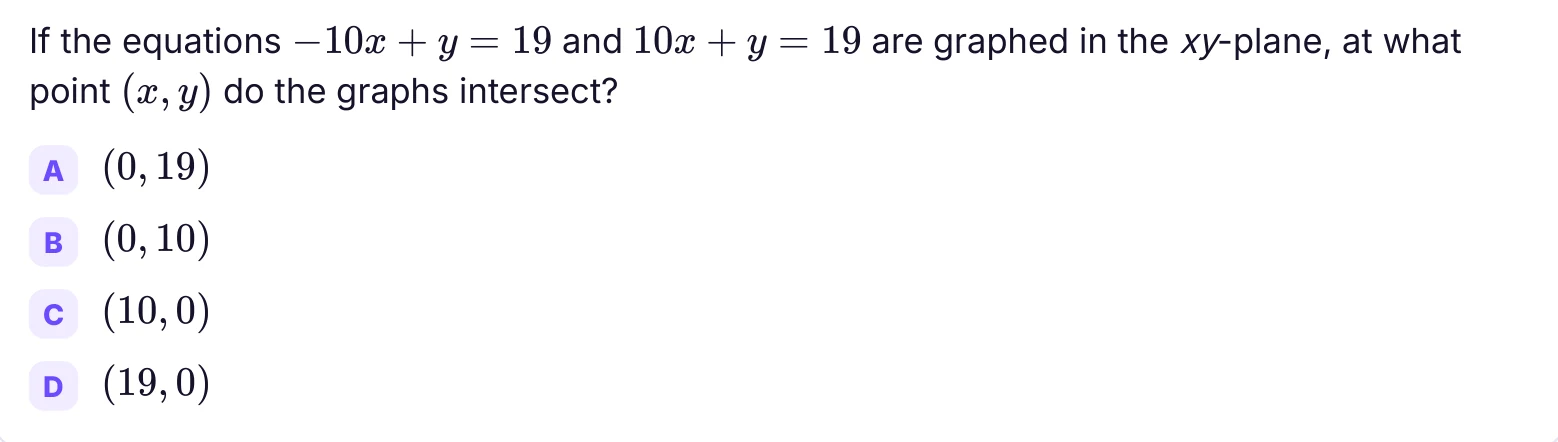 If the equations −10x + y = 19 and 10x + y = 19 are graphed in the xy-plane, at what
point (x, y) do the graphs intersect?
A (0, 19)
B (0, 10)
C (10, 0)
D (19, 0)